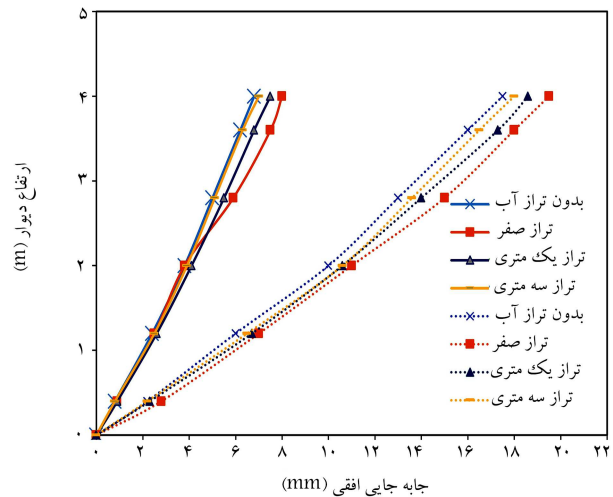 ۵
۴
۳
۲
۱
۰
ارتفاع دیوار (m)
بدون تراز آب
تراز صفر
تراز یک متری
تراز سه متری
بدون تراز آب
تراز صفر
تراز یک متری
تراز سه متری
۰ ۲ ۴ ۶ ۸ ۱۰ ۱۲ ۱۴ ۱۶ ۱۸ ۲۰ ۲۲
جابه جایی افقی (mm)